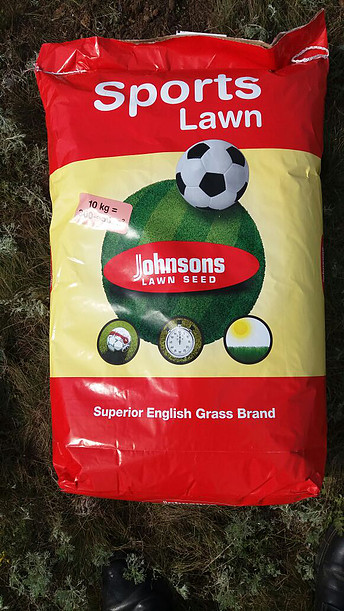 Sports
Lawn
10 kg =
Johnsons
LAWN SEED
Superior English Grass Brand